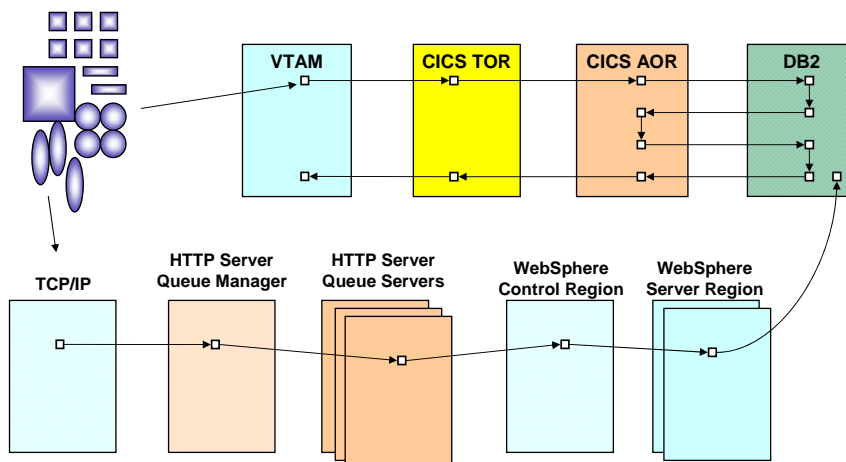 VTAM
CICS TOR
CICS AOR
DB2
TCP/IP
HTTP Server
Queue Manager
HTTP Server
Queue Servers
WebSphere
Control Region
WebSphere
Server Region